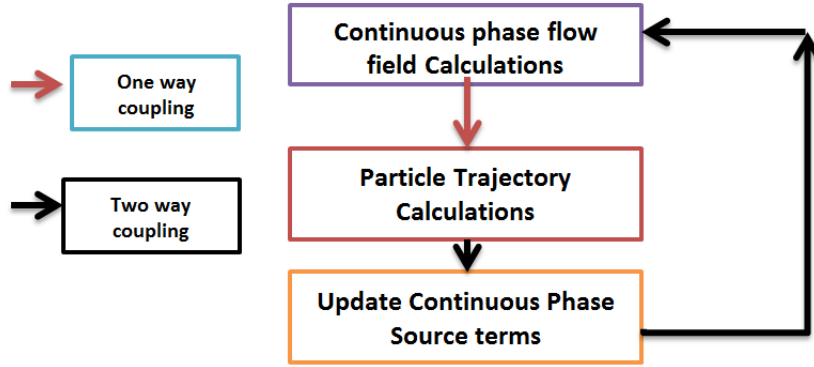 Continuous phase flow
field Calculations
One way
coupling
Particle Trajectory
Calculations
Two way
coupling
Update Continuous Phase
Source terms